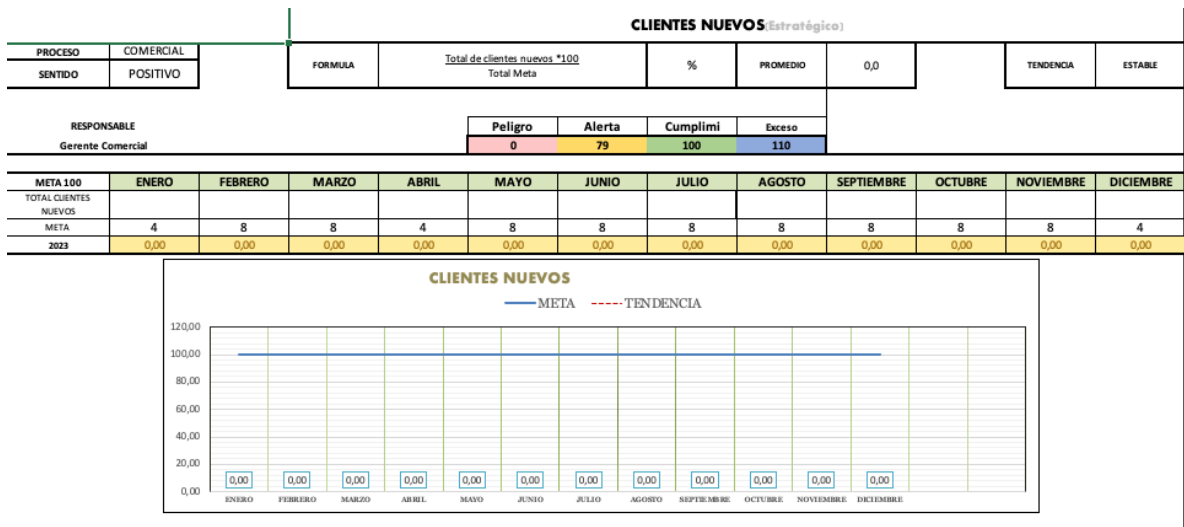 CLIENTES NUEVOS(Estratégico)
PROCESO COMERCIAL
SENTIDO POSITIVO
FORMULA Total de clientes nuevos *100
Total Meta
% PROMEDIO 0,0 TENDENCIA ESTABLE
RESPONSABLE Peligro Alerta Cumplimi Exceso
Gerente Comercial 0 79 100 110
META 100 ENERO FEBRERO MARZO ABRIL MAYO JUNIO JULIO AGOSTO SEPTIEMBRE OCTUBRE NOVIEMBRE DICIEMBRE
TOTAL CLIENTES
NUEVOS
META 4 8 8 4 8 8 8 8 8 8 8 4
2023 0,00 0,00 0,00 0,00 0,00 0,00 0,00 0,00 0,00 0,00 0,00 0,00
CLIENTES NUEVOS
META TENDENCIA
120,00
100,00
80,00
60,00
40,00
20,00
0,00
0,00 0,00 0,00 0,00 0,00 0,00 0,00 0,00 0,00 0,00 0,00 0,00
ENERO FEBRERO MARZO ABRIL MAYO JUNIO JULIO AGOSTO SEPTIEMBRE OCTUBRE NOVIEMBRE DICIEMBRE